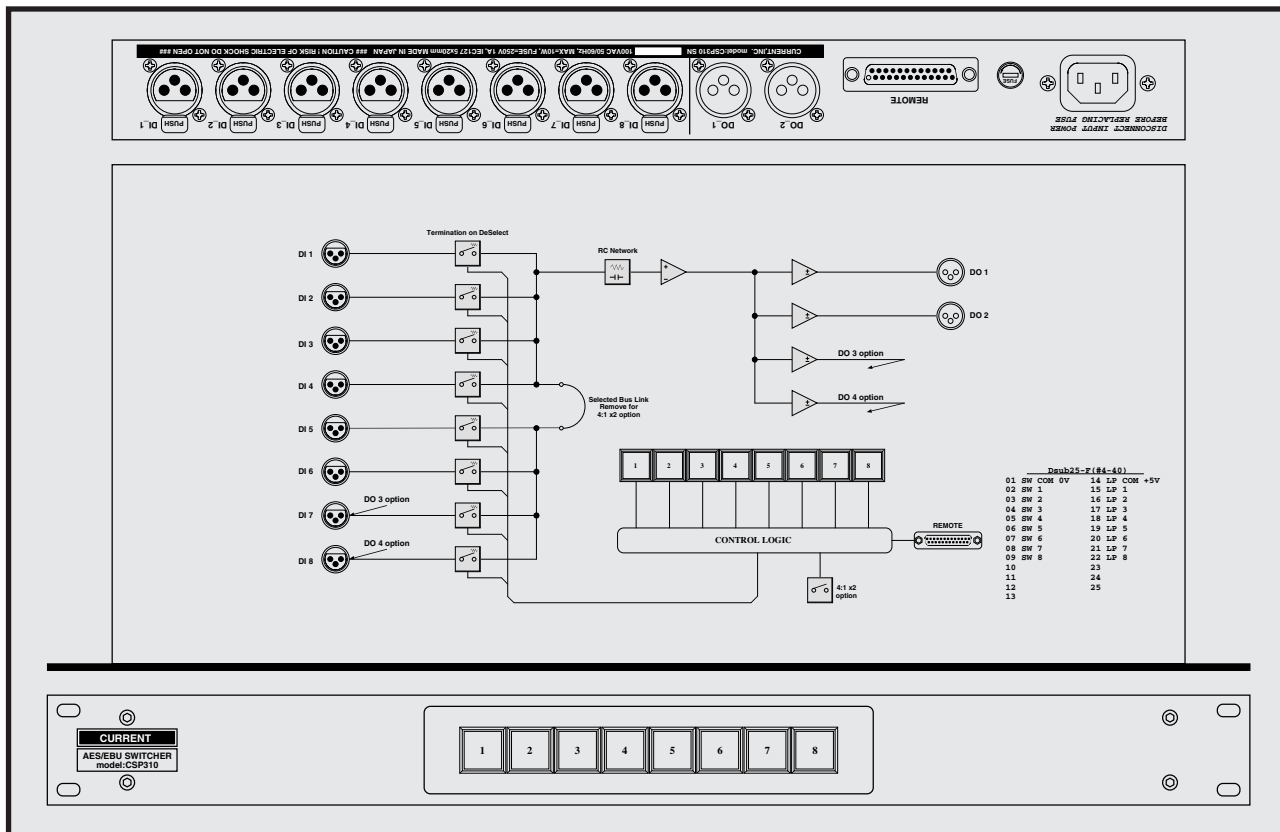 CURRENT,INC. model:CSP310 SN 100VAC 50/60Hz, MAX=10W, FUSE=250V 1A, IEC127 5x20mm MADE IN JAPAN ### CAUTION ! RISK OF ELECTRIC SHOCK DO NOT OPEN ###
DI_1 PUSH DI_2 PUSH DI_3 PUSH DI_4 PUSH DI_5 PUSH DI_6 PUSH DI_7 PUSH DI_8 PUSH DO_1 DO_2
REMOTE
FUSE
DISCONNECT INPUT POWER
BEFORE REPLACING FUSE
Termination on DeSelect
RC Network
DI 1
DI 2
DI 3
DI 4
DI 5
DI 6
DI 7
DI 8
DO 3 option
DO 4 option
+
−
±
±
±
±
DO 1
DO 2
DO 3 option
DO 4 option
Selected Bus Link
Remove for
4:1 x2 option
1 2 3 4 5 6 7 8
CONTROL LOGIC
REMOTE
4:1 x2
option
Dsub25-F(#4-40)
01 SW COM 0V 14 LP COM +5V
02 SW 1 15 LP 1
03 SW 2 16 LP 2
04 SW 3 17 LP 3
05 SW 4 18 LP 4
06 SW 5 19 LP 5
07 SW 6 20 LP 6
08 SW 7 21 LP 7
09 SW 8 22 LP 8
10 23
11 24
12 25
13
CURRENT
AES/EBU SWITCHER
model:CSP310
1 2 3 4 5 6 7 8